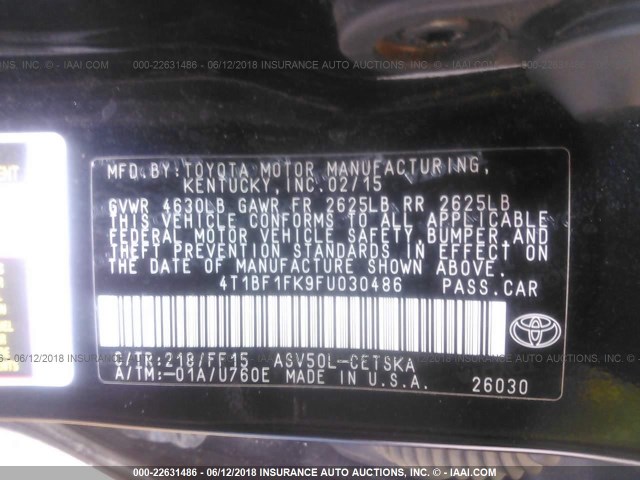 000-22631486 - 06/12/2018 INSURANCE AUTO AUCTIONS, INC. - IAAI.COM
MFD.BY:TOYOTA MOTOR MANUFACTURING,
KENTUCKY,INC.02/15
GVWR 4630LB GAWR FR 2625LB RR 2625LB
THIS VEHICLE CONFORMS TO ALL APPLICABLE
FEDERAL MOTOR VEHICLE SAFETY, BUMPER, AND
THEFT PREVENTION STANDARDS IN EFFECT ON
THE DATE OF MANUFACTURE SHOWN ABOVE.
4T1BF1FK9FU030486 PASS.CAR
C/TR:218/FF15 ASV50L-CETSKA
A/TM:-01A/U760E MADE IN U.S.A. 26030
000-22631486 - 06/12/2018 INSURANCE AUTO AUCTIONS, INC. - IAAI.COM